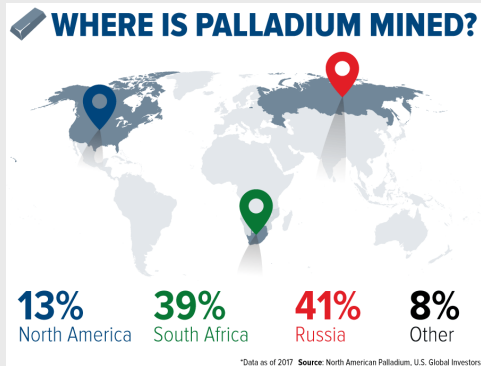 WHERE IS PALLADIUM MINED?
13%
North America
39%
South Africa
41%
Russia
8%
Other
*Data as of 2017 Source: North American Palladium, U.S. Global Investors